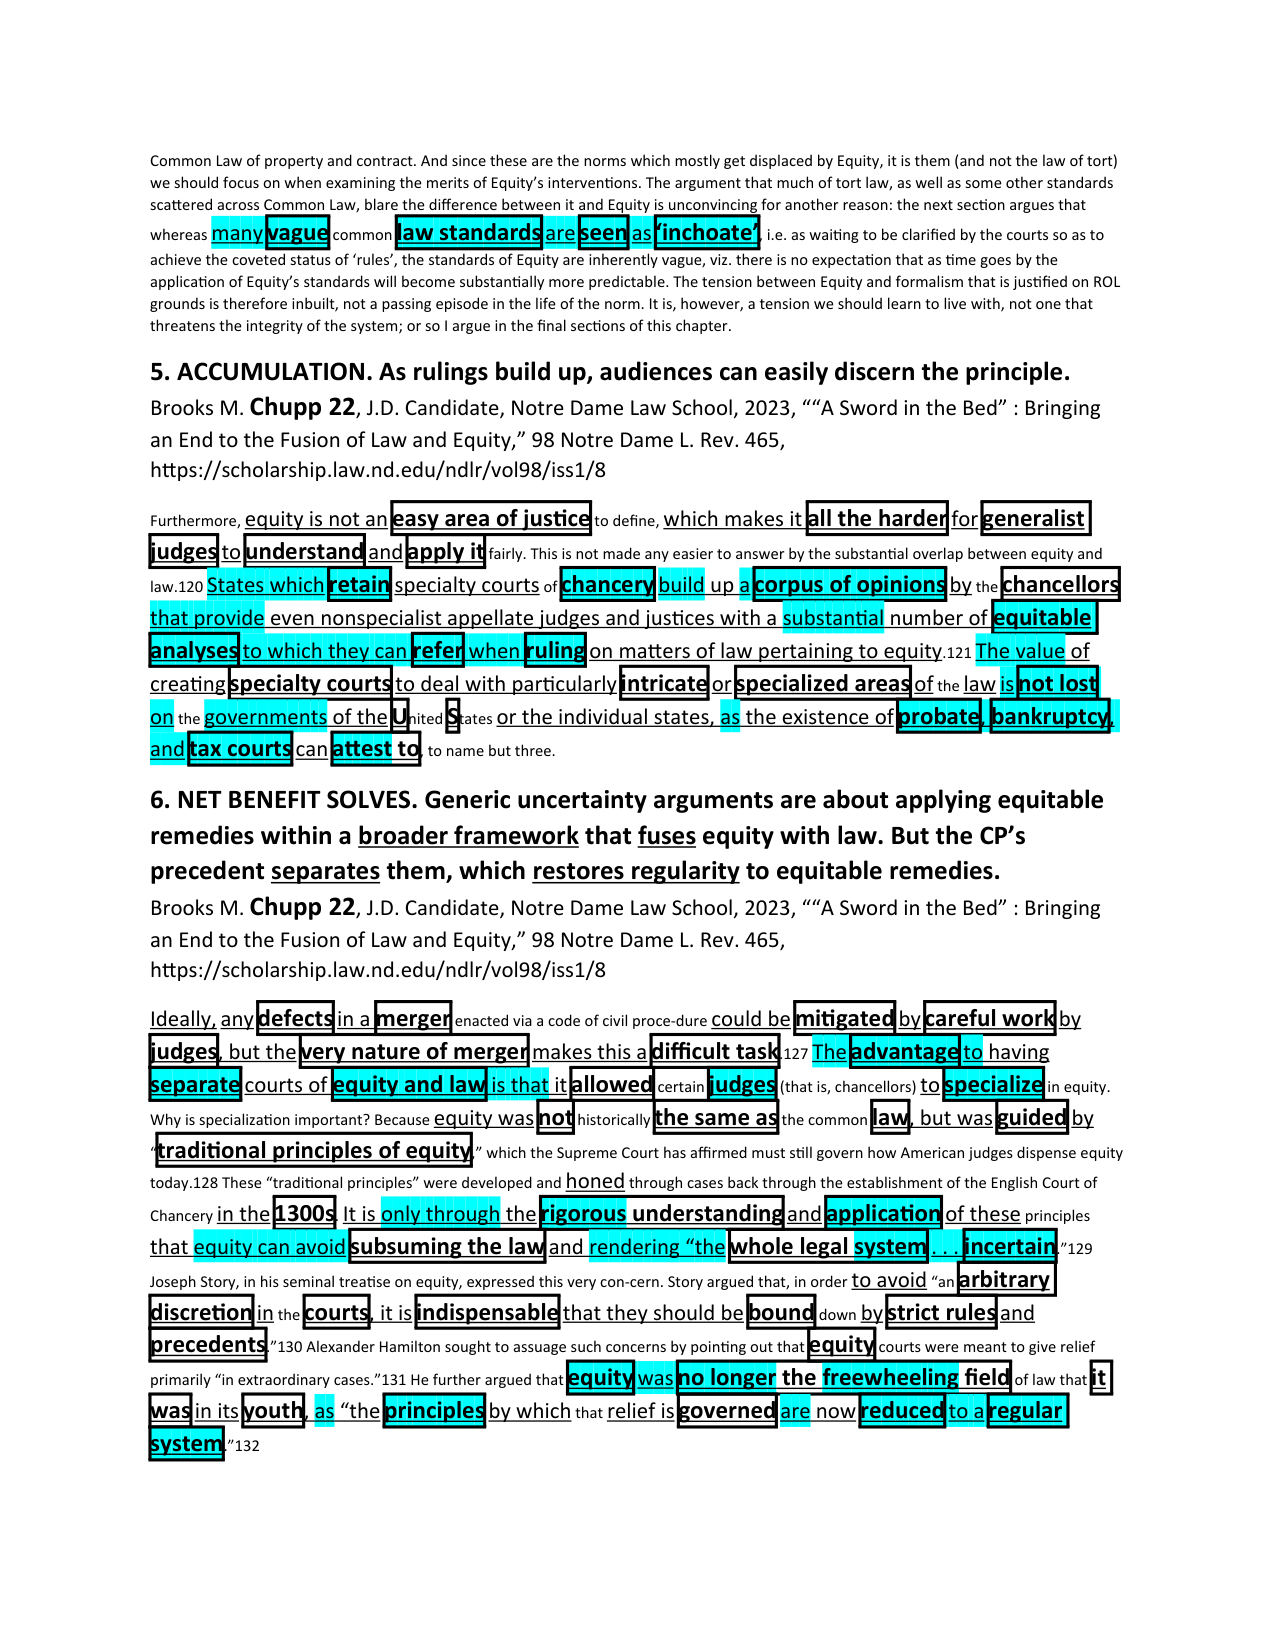 Common Law of property and contract. And since these are the norms which mostly get displaced by Equity, it is them (and not the law of tort)
we should focus on when examining the merits of Equity’s interventions. The argument that much of tort law, as well as some other standards
scattered across Common Law, blare the difference between it and Equity is unconvincing for another reason: the next section argues that
whereas many vague common law standards are seen as ‘inchoate’, i.e. as waiting to be clarified by the courts so as to
achieve the coveted status of ‘rules’, the standards of Equity are inherently vague, viz. there is no expectation that as time goes by the
application of Equity’s standards will become substantially more predictable. The tension between Equity and formalism that is justified on ROL
grounds is therefore inbuilt, not a passing episode in the life of the norm. It is, however, a tension we should learn to live with, not one that
threatens the integrity of the system; or so I argue in the final sections of this chapter.
5. ACCUMULATION. As rulings build up, audiences can easily discern the principle.
Brooks M. Chupp 22, J.D. Candidate, Notre Dame Law School, 2023, ““A Sword in the Bed” : Bringing
an End to the Fusion of Law and Equity,” 98 Notre Dame L. Rev. 465,
https://scholarship.law.nd.edu/ndlr/vol98/iss1/8
Furthermore, equity is not an easy area of justice to define, which makes it all the harder for generalist
judges to understand and apply it fairly. This is not made any easier to answer by the substantial overlap between equity and
law.120 States which retain specialty courts of chancery build up a corpus of opinions by the chancellors
that provide even nonspecialist appellate judges and justices with a substantial number of equitable
analyses to which they can refer when ruling on matters of law pertaining to equity.121 The value of
creating specialty courts to deal with particularly intricate or specialized areas of the law is not lost
on the governments of the United States or the individual states, as the existence of probate, bankruptcy,
and tax courts can attest to, to name but three.
6. NET BENEFIT SOLVES. Generic uncertainty arguments are about applying equitable
remedies within a broader framework that fuses equity with law. But the CP’s
precedent separates them, which restores regularity to equitable remedies.
Brooks M. Chupp 22, J.D. Candidate, Notre Dame Law School, 2023, ““A Sword in the Bed” : Bringing
an End to the Fusion of Law and Equity,” 98 Notre Dame L. Rev. 465,
https://scholarship.law.nd.edu/ndlr/vol98/iss1/8
Ideally, any defects in a merger enacted via a code of civil proce-dure could be mitigated by careful work by
judges, but the very nature of merger makes this a difficult task.127 The advantage to having
separate courts of equity and law is that it allowed certain judges (that is, chancellors) to specialize in equity.
Why is specialization important? Because equity was not historically the same as the common law, but was guided by
“traditional principles of equity,” which the Supreme Court has affirmed must still govern how American judges dispense equity
today.128 These “traditional principles” were developed and honed through cases back through the establishment of the English Court of
Chancery in the 1300s. It is only through the rigorous understanding and application of these principles
that equity can avoid subsuming the law and rendering “the whole legal system . . . incertain.”129
Joseph Story, in his seminal treatise on equity, expressed this very con-cern. Story argued that, in order to avoid “an arbitrary
discretion in the courts, it is indispensable that they should be bound down by strict rules and
precedents.”130 Alexander Hamilton sought to assuage such concerns by pointing out that equity courts were meant to give relief
primarily “in extraordinary cases.”131 He further argued that equity was no longer the freewheeling field of law that it
was in its youth, as “the principles by which that relief is governed are now reduced to a regular
system.”132